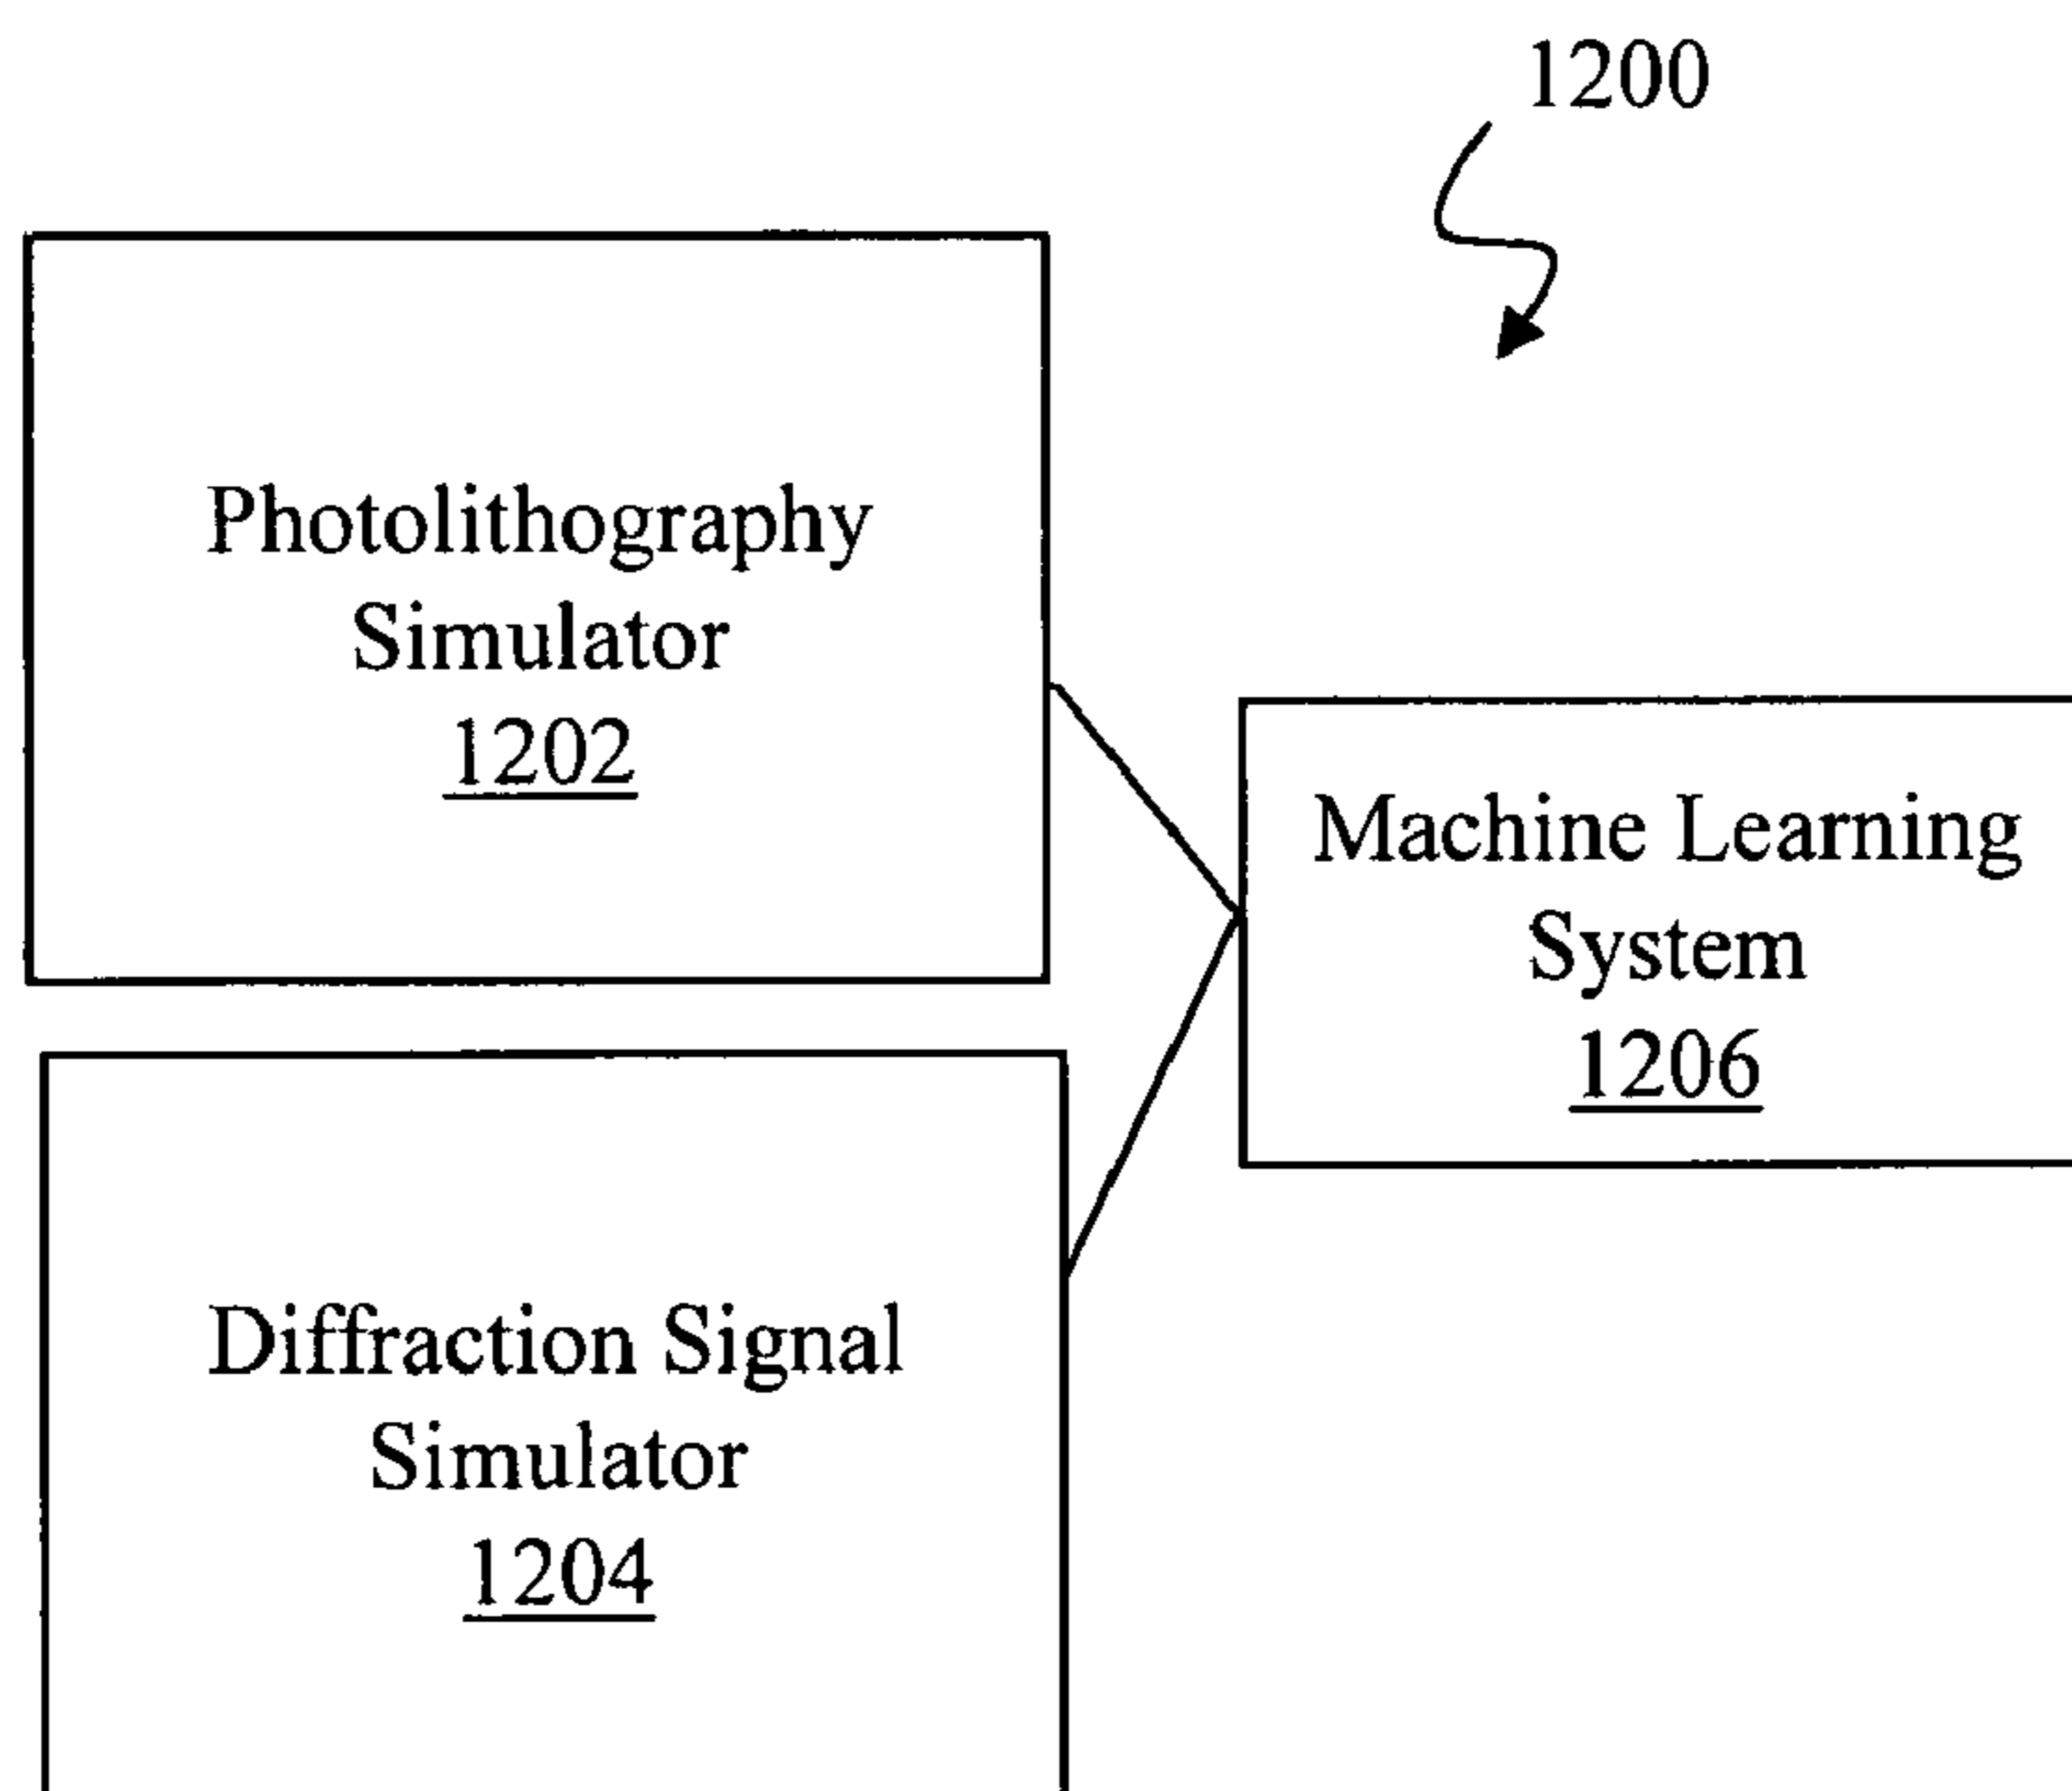 1200
Photolithography
Simulator
1202
Machine Learning
System
1206
Diffraction Signal
Simulator
1204